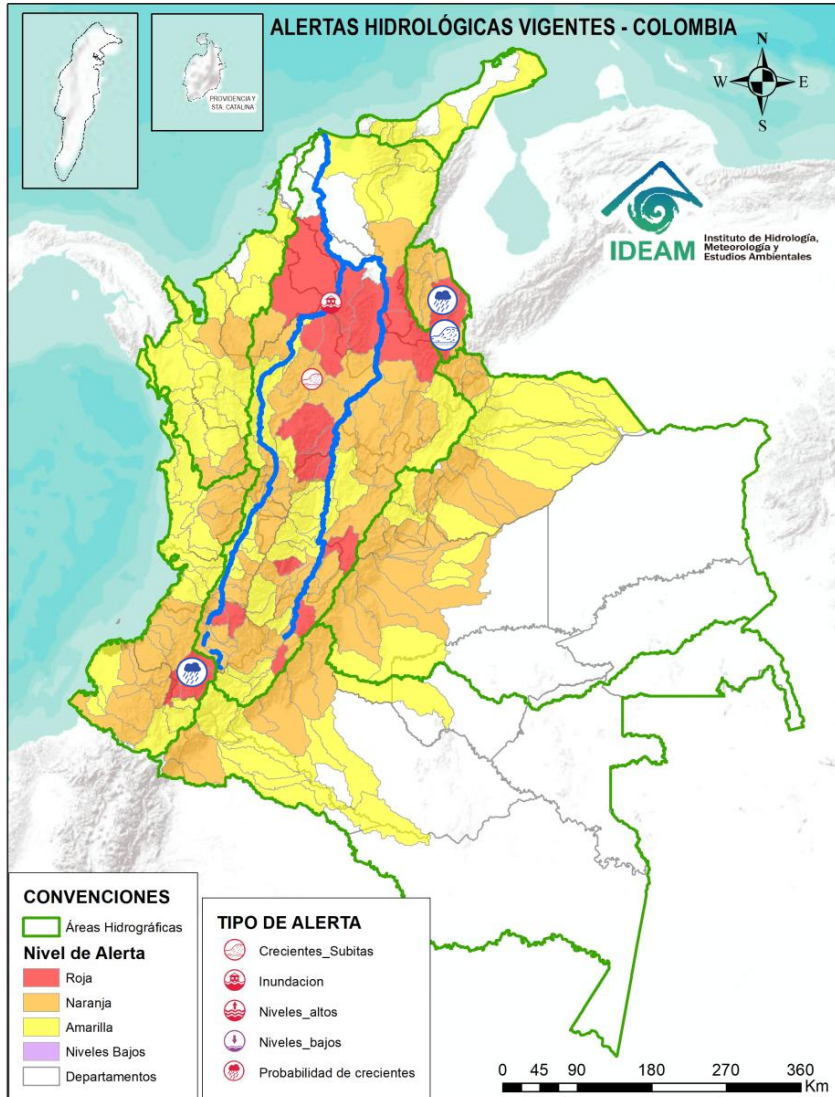 ALERTAS HIDROLÓGICAS VIGENTES - COLOMBIA
PROVIDENCIA Y
STA. CATALINA
N
W
E
S
IDEAM
Instituto de Hidrología,
Meteorología y
Estudios Ambientales
CONVENCIONES
Áreas Hidrográficas
Nivel de Alerta
Roja
Naranja
Amarilla
Niveles Bajos
Departamentos
TIPO DE ALERTA
Crecientes_Subitas
Inundacion
Niveles_altos
Niveles_bajos
Probabilidad de crecientes
0 45 90 180 270 360
Km